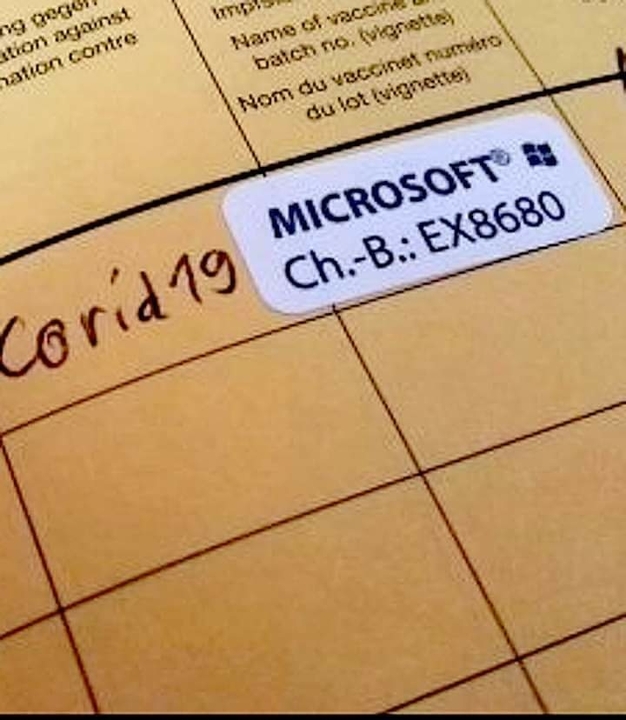 ng gegen
ation against
nation contre
Name of vaccine a
batch no. (vignette)
Nom du vaccinet numéro
du lot (vignette)
MICROSOFT®
Ch.-B.: EX8680
Covid19